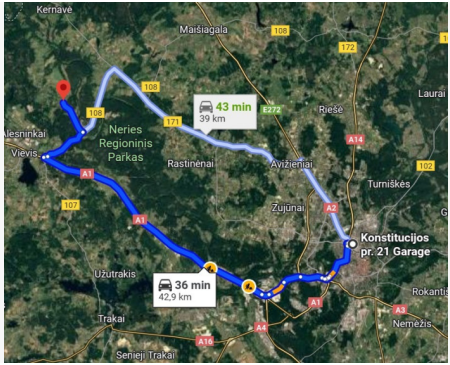 Kernavė
Maišiagala
108
172
108
43 min
39 km
E272
Riešė
Laurai
108
171
Neries
Regioninis
Parkas
A14
Vievis
Rastinėnai
Avižieniai
102
A1
Turniškės
107
Zujūnai
A2
A1
Konstitucijos
pr. 21 Garage
Užutrakis
36 min
42,9 km
A1
Rokantiš
Trakai
A4
A3
Nemėžis
A16
Senieji Trakai